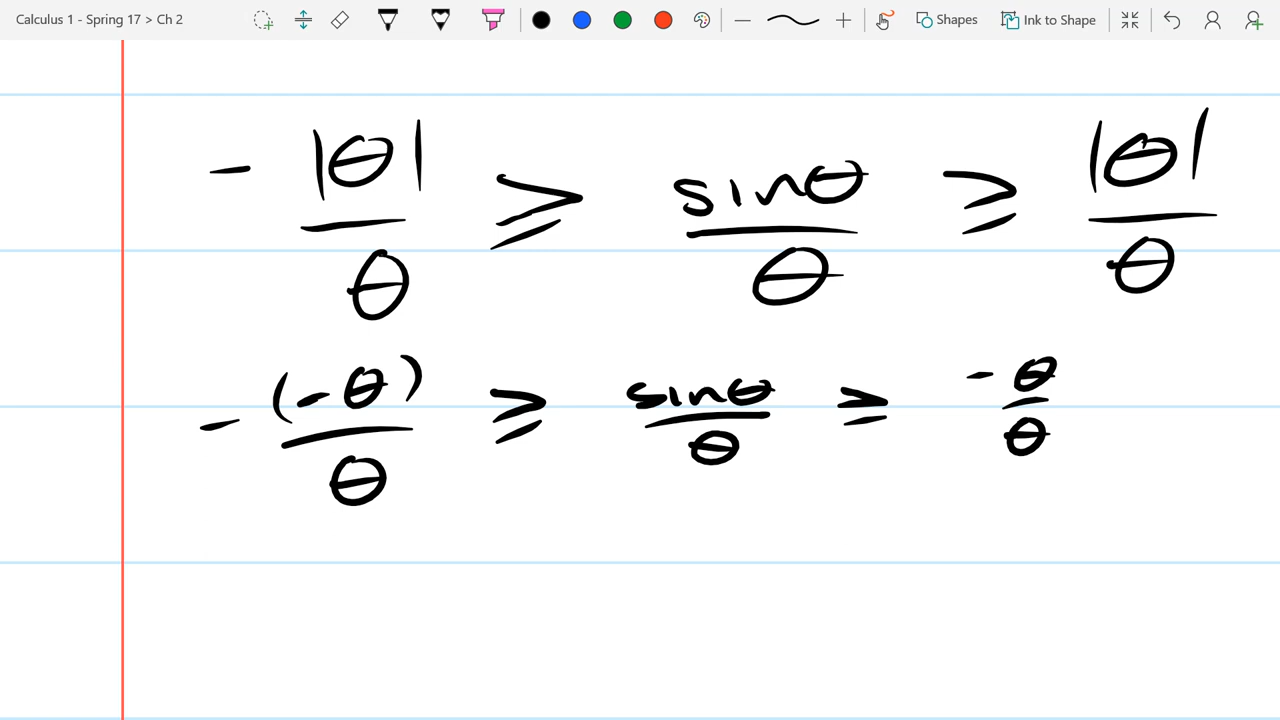 Calculus 1 - Spring 17 > Ch 2 Shapes Ink to Shape
- |θ|/θ ≥ sinθ/θ ≥ |θ|/θ
- (-θ)/θ ≥ sinθ/θ ≥ -θ/θ